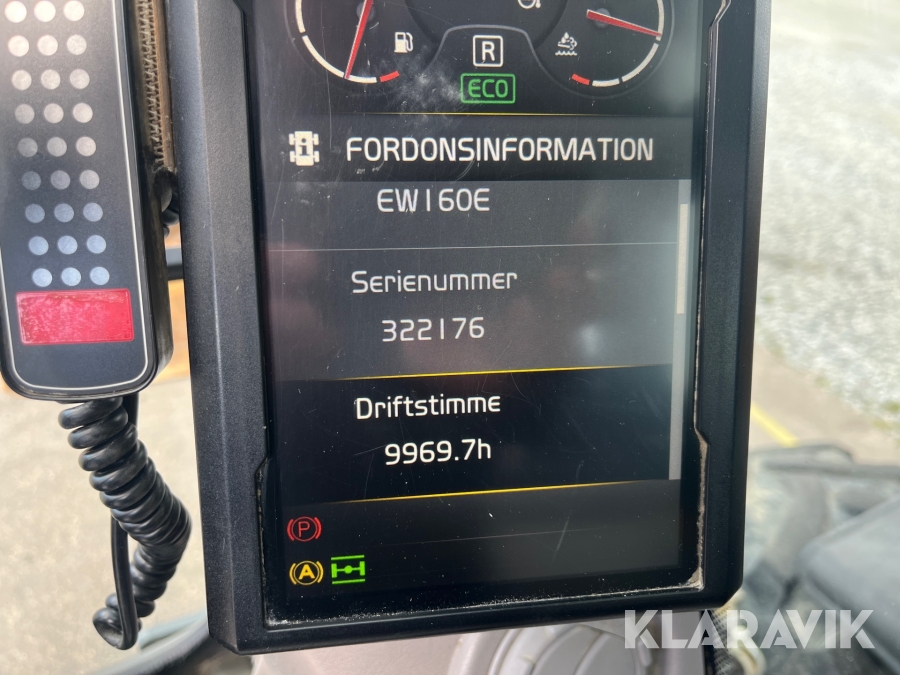 R
ECO
FORDONSINFORMATION
EW160E
Serienummer
322176
Driftstimme
9969.7h
P
A
KLARAVIK